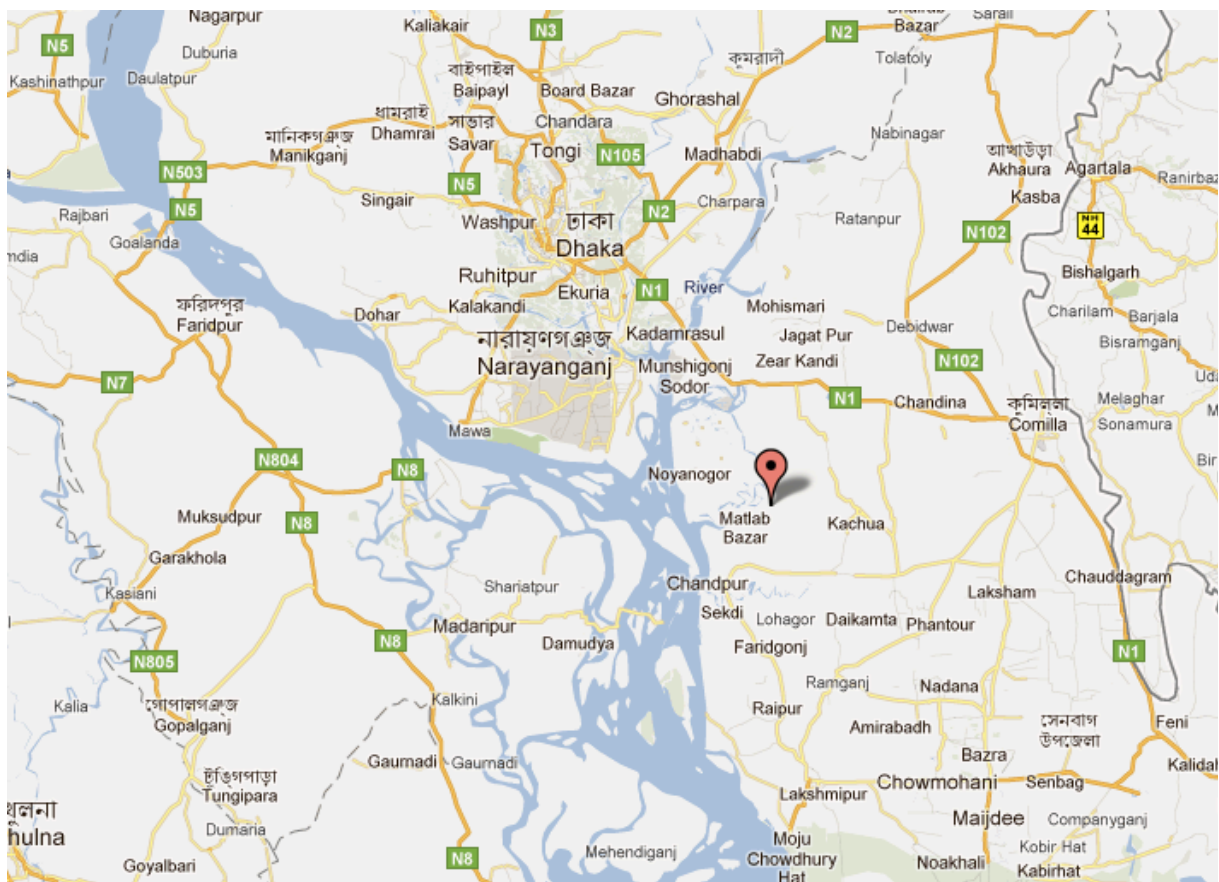 Nagarpur
Kaliakair
N3
N2
Bazar
Sarail
N5
Duburia
Kashinathpur
Daulatpur
বাইপাইল
Baipayl
Board Bazar
কুমরাদী
Tolatoly
ধামরাই
Dhamrai
সাভার
Savar
Chandara
Ghorashal
Nabinagar
মানিকগঞ্জ
Manikganj
Tongi
N105
Madhabdi
আখাউড়া
Akhaura
Agartala
N503
N5
Singair
Charpara
Kasba
Ranirbaz
Rajbari
N5
Washpur
ঢাকা
Dhaka
N2
Ratanpur
N102
NH
44
Goalanda
Ruhitpur
Ekuria
N1
River
Bishalgarh
ফরিদপুর
Faridpur
Dohar
Kalakandi
Mohismari
Charilam
Barjala
নারায়ণগঞ্জ
Narayanganj
Kadamrasul
Jagat Pur
Debidwar
Bisramganj
N7
Munshigonj
Sodor
Zear Kandi
N102
N1
Chandina
কুমিল্লা
Comilla
Melaghar
Sonamura
Mawa
N804
N8
Noyanogor
Muksudpur
N8
Matlab
Bazar
Kachua
Garakhola
Kasiani
Shariatpur
Chandpur
Laksham
Chauddagram
N8
Madaripur
Damudya
Sekdi
Lohagor
Daikamta
Phantour
N805
Faridgonj
N1
Kalia
গোপালগঞ্জ
Gopalganj
Kalkini
Ramganj
Nadana
Raipur
Amirabadh
সেনবাগ
উপজেলা
Feni
টুঙ্গিপাড়া
Tungipara
Gaurnadi
Gaurnadi
Bazra
Kalidah
Chowmohani
Senbag
খুলনা
hulna
Dumaria
Lakshmipur
Maijdee
Companyganj
Goyalbari
N8
Mehendiganj
Moju
Chowdhury
Hat
Noakhali
Kobir Hat
Kabirhat